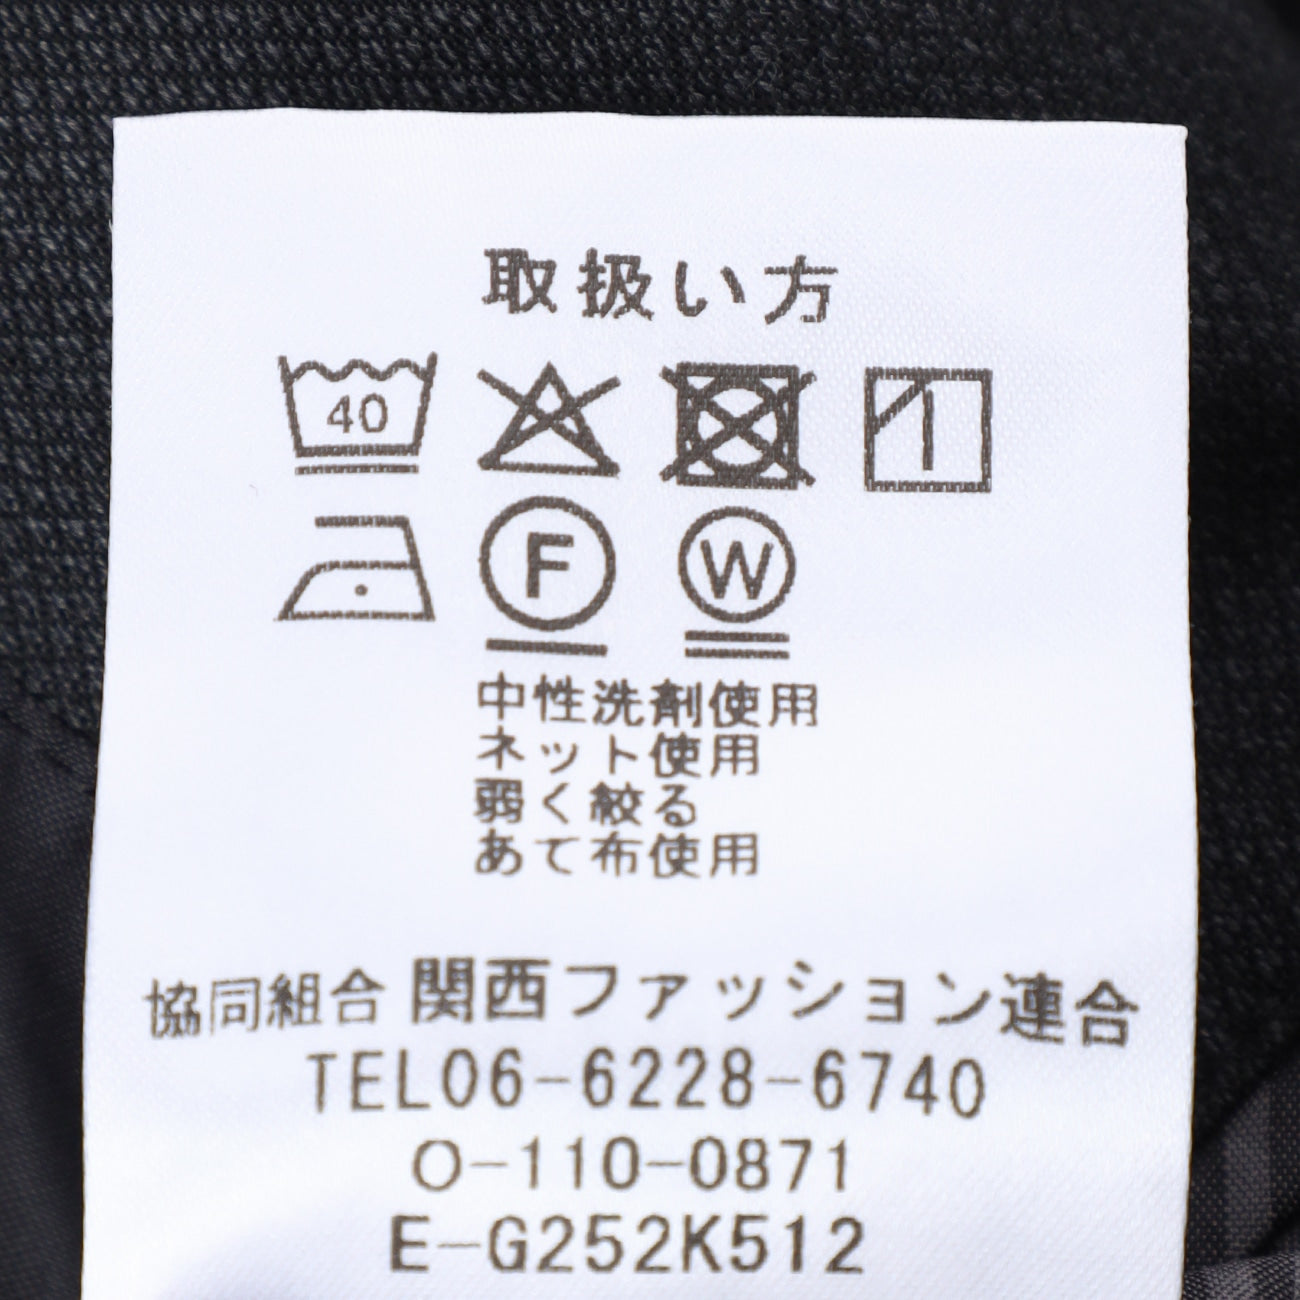 取扱い方
40
F W
中性洗剤使用
ネット使用
弱く絞る
あて布使用
協同組合 関西ファッション連合
TEL06-6228-6740
O-110-0871
E-G252K512